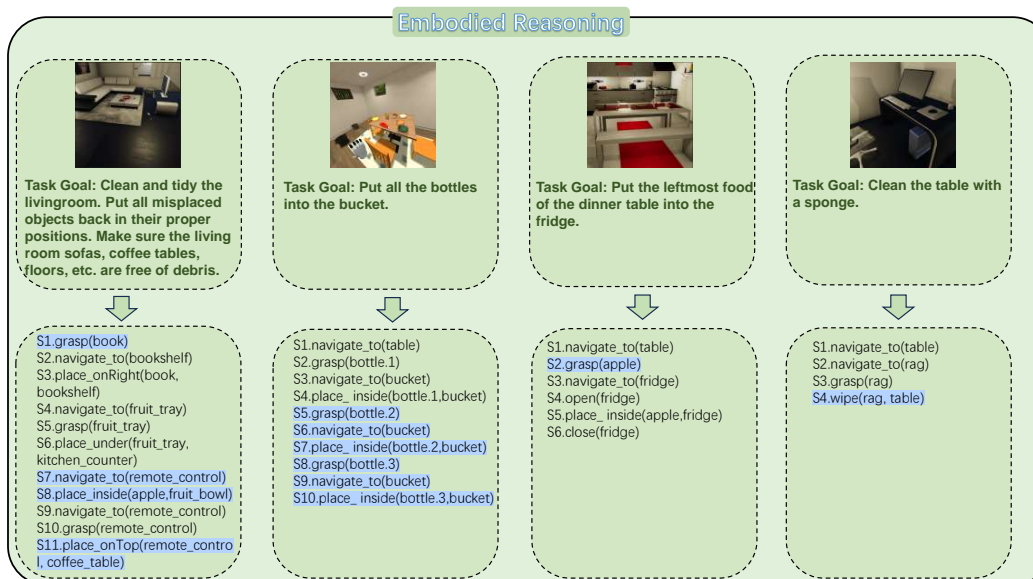 Embodied Reasoning
Task Goal: Clean and tidy the
livingroom. Put all misplaced
objects back in their proper
positions. Make sure the living
room sofas, coffee tables,
floors, etc. are free of debris.
S1.grasp(book)
S2.navigate_to(bookshelf)
S3.place_onRight(book,
bookshelf)
S4.navigate_to(fruit_tray)
S5.grasp(fruit_tray)
S6.place_under(fruit_tray,
kitchen_counter)
S7.navigate_to(remote_control)
S8.place_inside(apple,fruit_bowl)
S9.navigate_to(remote_control)
S10.grasp(remote_control)
S11.place_onTop(remote_contro
l, coffee_table)
Task Goal: Put all the bottles
into the bucket.
S1.navigate_to(table)
S2.grasp(bottle.1)
S3.navigate_to(bucket)
S4.place_ inside(bottle.1,bucket)
S5.grasp(bottle.2)
S6.navigate_to(bucket)
S7.place_ inside(bottle.2,bucket)
S8.grasp(bottle.3)
S9.navigate_to(bucket)
S10.place_ inside(bottle.3,bucket)
Task Goal: Put the leftmost food
of the dinner table into the
fridge.
S1.navigate_to(table)
S2.grasp(apple)
S3.navigate_to(fridge)
S4.open(fridge)
S5.place_ inside(apple,fridge)
S6.close(fridge)
Task Goal: Clean the table with
a sponge.
S1.navigate_to(table)
S2.navigate_to(rag)
S3.grasp(rag)
S4.wipe(rag, table)